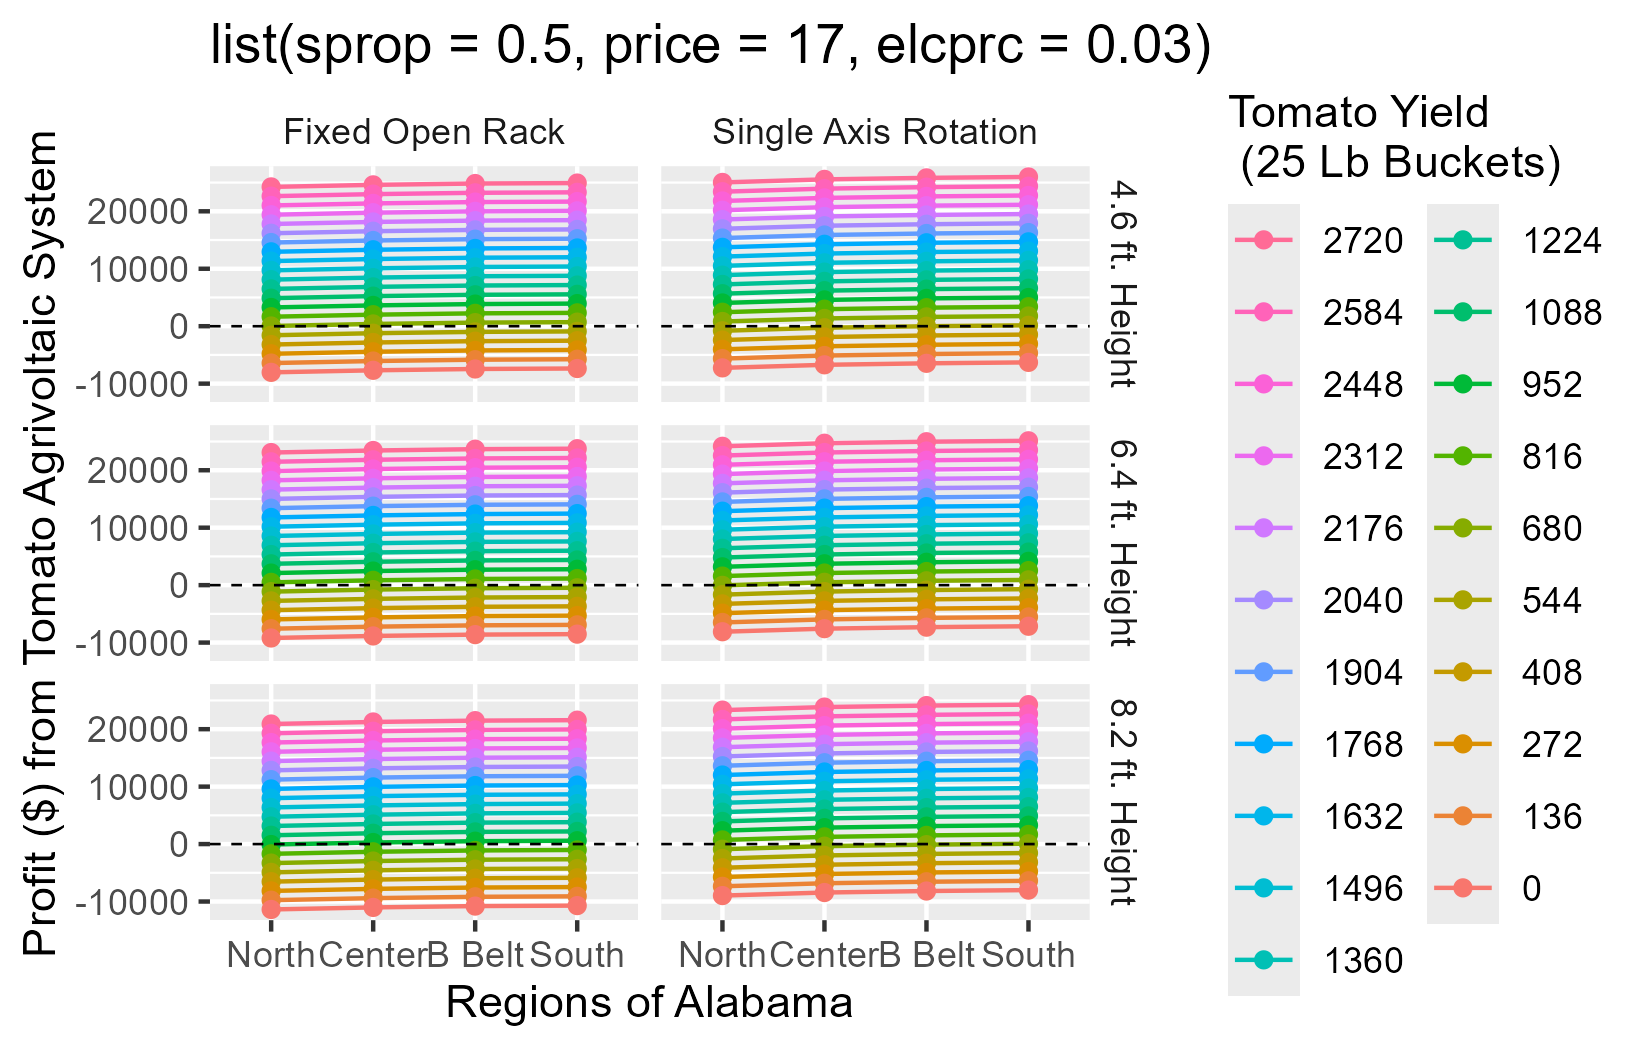 list(sprop = 0.5, price = 17, elcprc = 0.03)
Fixed Open Rack
Single Axis Rotation
Profit ($) from Tomato Agrivoltaic System
20000
10000
0
-10000
4.6 ft. Height
20000
10000
0
-10000
6.4 ft. Height
20000
10000
0
-10000
8.2 ft. Height
North Center B Belt South
North Center B Belt South
Regions of Alabama
Tomato Yield
(25 Lb Buckets)
2720
2584
2448
2312
2176
2040
1904
1768
1632
1496
1360
1224
1088
952
816
680
544
408
272
136
0